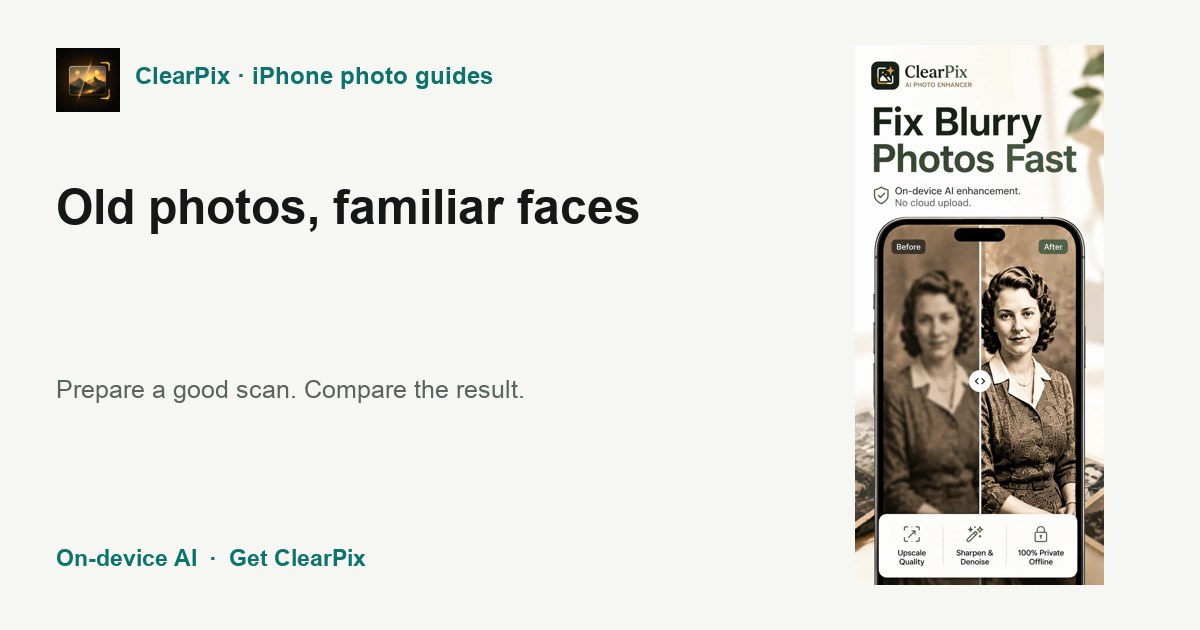 ClearPix · iPhone photo guides
Old photos, familiar faces
Prepare a good scan. Compare the result.
On-device AI · Get ClearPix
ClearPix
AI PHOTO ENHANCER
Fix Blurry
Photos Fast
On-device AI enhancement.
No cloud upload.
Before
After
Upscale
Quality
Sharpen &
Denoise
100% Private
Offline